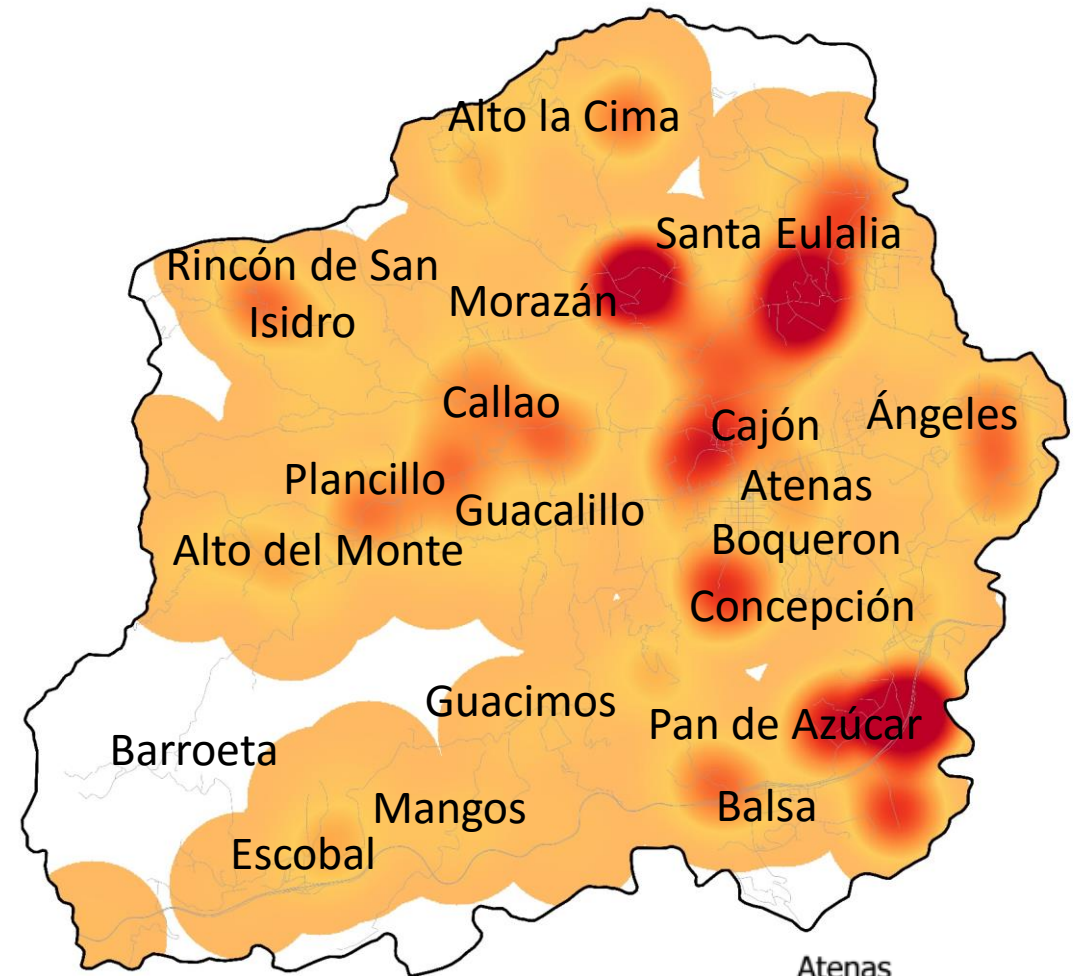 Alto la Cima
Santa Eulalia
Rincón de San
Isidro
Morazán
Callao
Cajón
Ángeles
Plancillo
Atenas
Guacalillo
Boqueron
Alto del Monte
Concepción
Guacimos
Pan de Azúcar
Barroeta
Mangos
Balsa
Escobal
Atenas